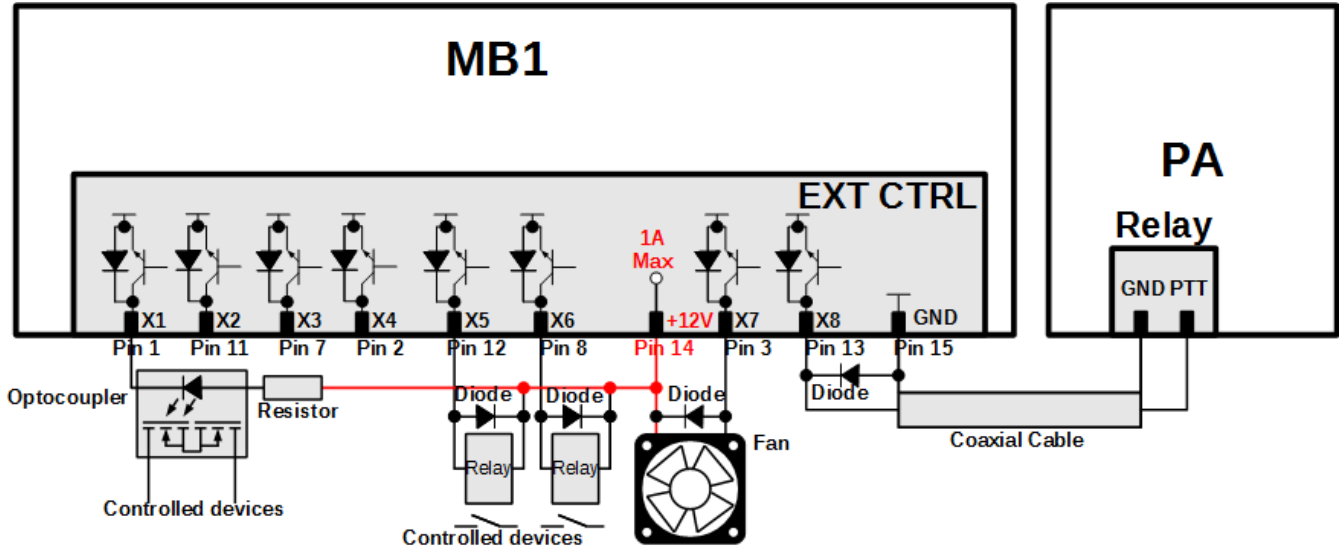 MB1
PA
EXT CTRL
Relay
1A
Max
GND PTT
X1 X2 X3 X4 X5 X6 +12V X7 X8 GND
Pin 1 Pin 11 Pin 7 Pin 2 Pin 12 Pin 8 Pin 14 Pin 3 Pin 13 Pin 15
Optocoupler
Resistor
Diode Diode Diode Diode
Coaxial Cable
Fan
Relay Relay
Controlled devices
Controlled devices